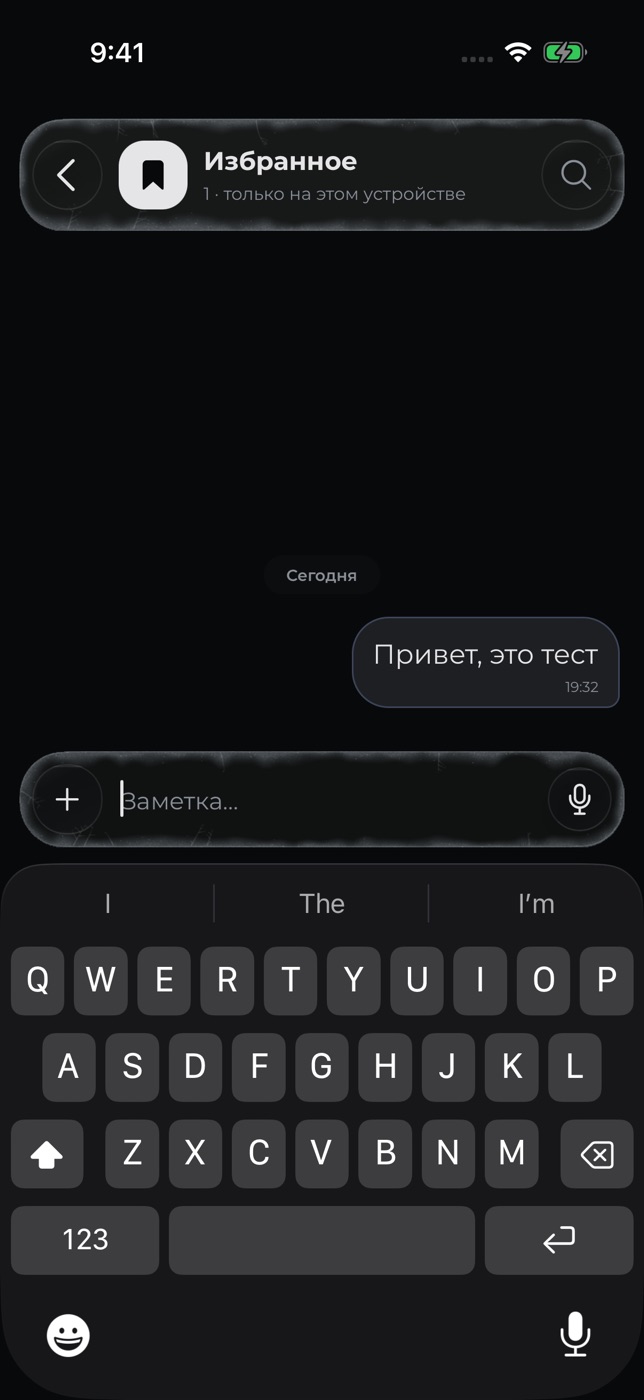 9:41
Избранное
1 · только на этом устройстве
Сегодня
Привет, это тест
19:32
Заметка...
I The I’m
Q W E R T Y U I O P
A S D F G H J K L
Z X C V B N M
123